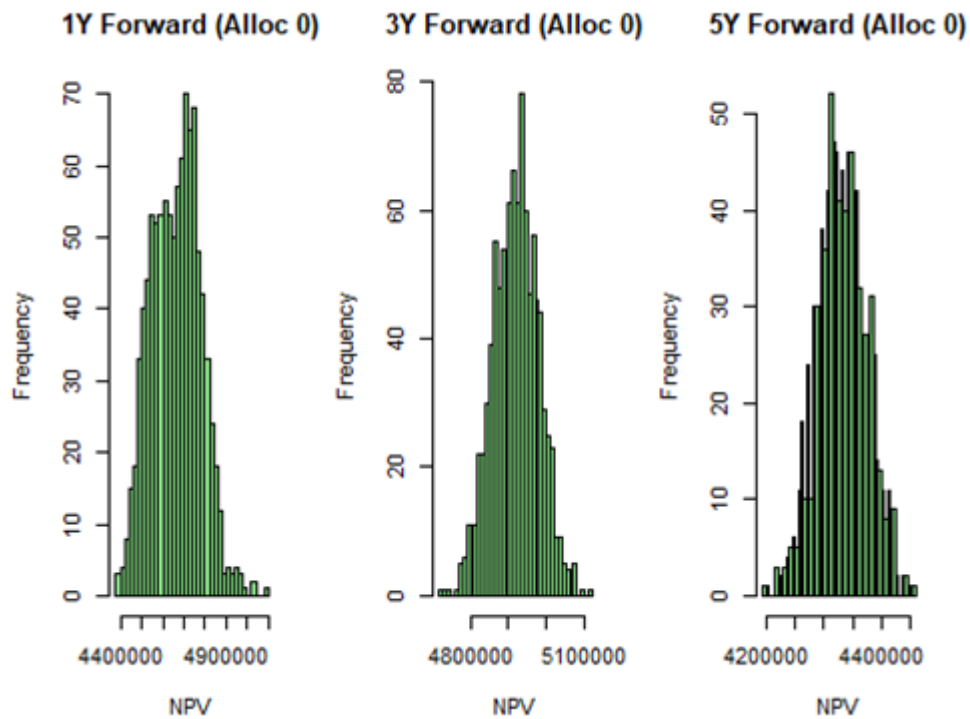 1Y Forward (Alloc 0)
70
60
50
40
30
20
10
0
Frequency
4400000 4900000
NPV
3Y Forward (Alloc 0)
80
60
40
20
0
Frequency
4800000 5100000
NPV
5Y Forward (Alloc 0)
50
40
30
20
10
0
Frequency
4200000 4400000
NPV